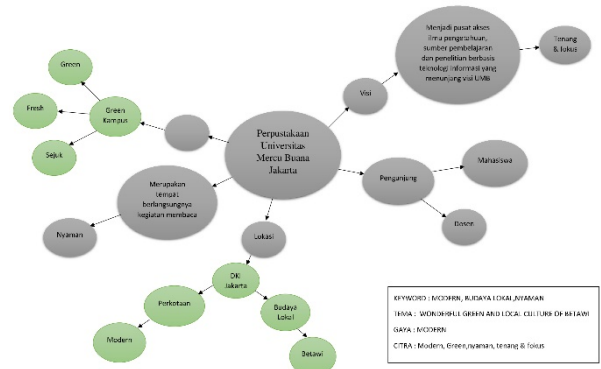 Menjadi pusat akses
ilmu pengetahuan,
sumber pembelajaran
dan penelitian berbasis
teknologi Informasi yang
menunjang visi UMB
Tenang
& fokus
Green
Visi
Fresh
Green
Kampus
Perpustakaan
Universitas
Mercu Buana
Jakarta
Sejuk
Mahasiswa
Pengunjung
Merupakan
tempat
berlangsungnya
kegiatan membaca
Dosen
Nyaman
Lokasi
DKI
Jakarta
Perkotaan
Budaya
Lokal
Modern
Betawi
KEYWORD : MODERN, BUDAYA LOKAL ,NYAMAN
TEMA : WONDERFUL GREEN AND LOCAL CULTURE OF BETAWI
GAYA : MODERN
CITRA : Modern, Green,nyaman, tenang & fokus